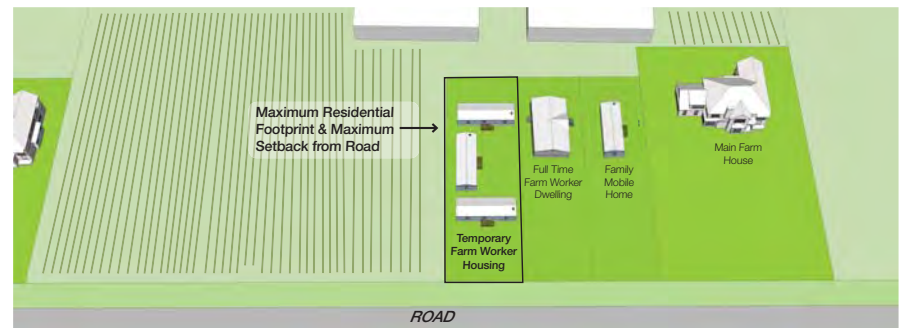 Maximum Residential
Footprint & Maximum
Setback from Road
Main Farm
House
Full Time
Farm Worker
Dwelling
Family
Mobile
Home
Temporary
Farm Worker
Housing
ROAD